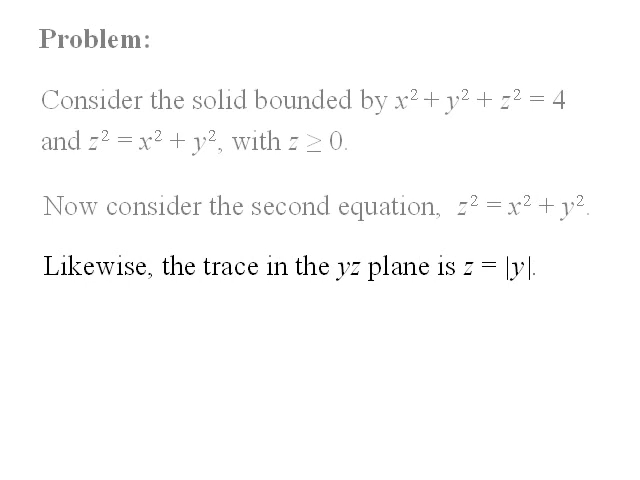 Problem:
Consider the solid bounded by x² + y² + z² = 4
and z² = x² + y², with z ≥ 0.
Now consider the second equation, z² = x² + y².
Likewise, the trace in the yz plane is z = |y|.